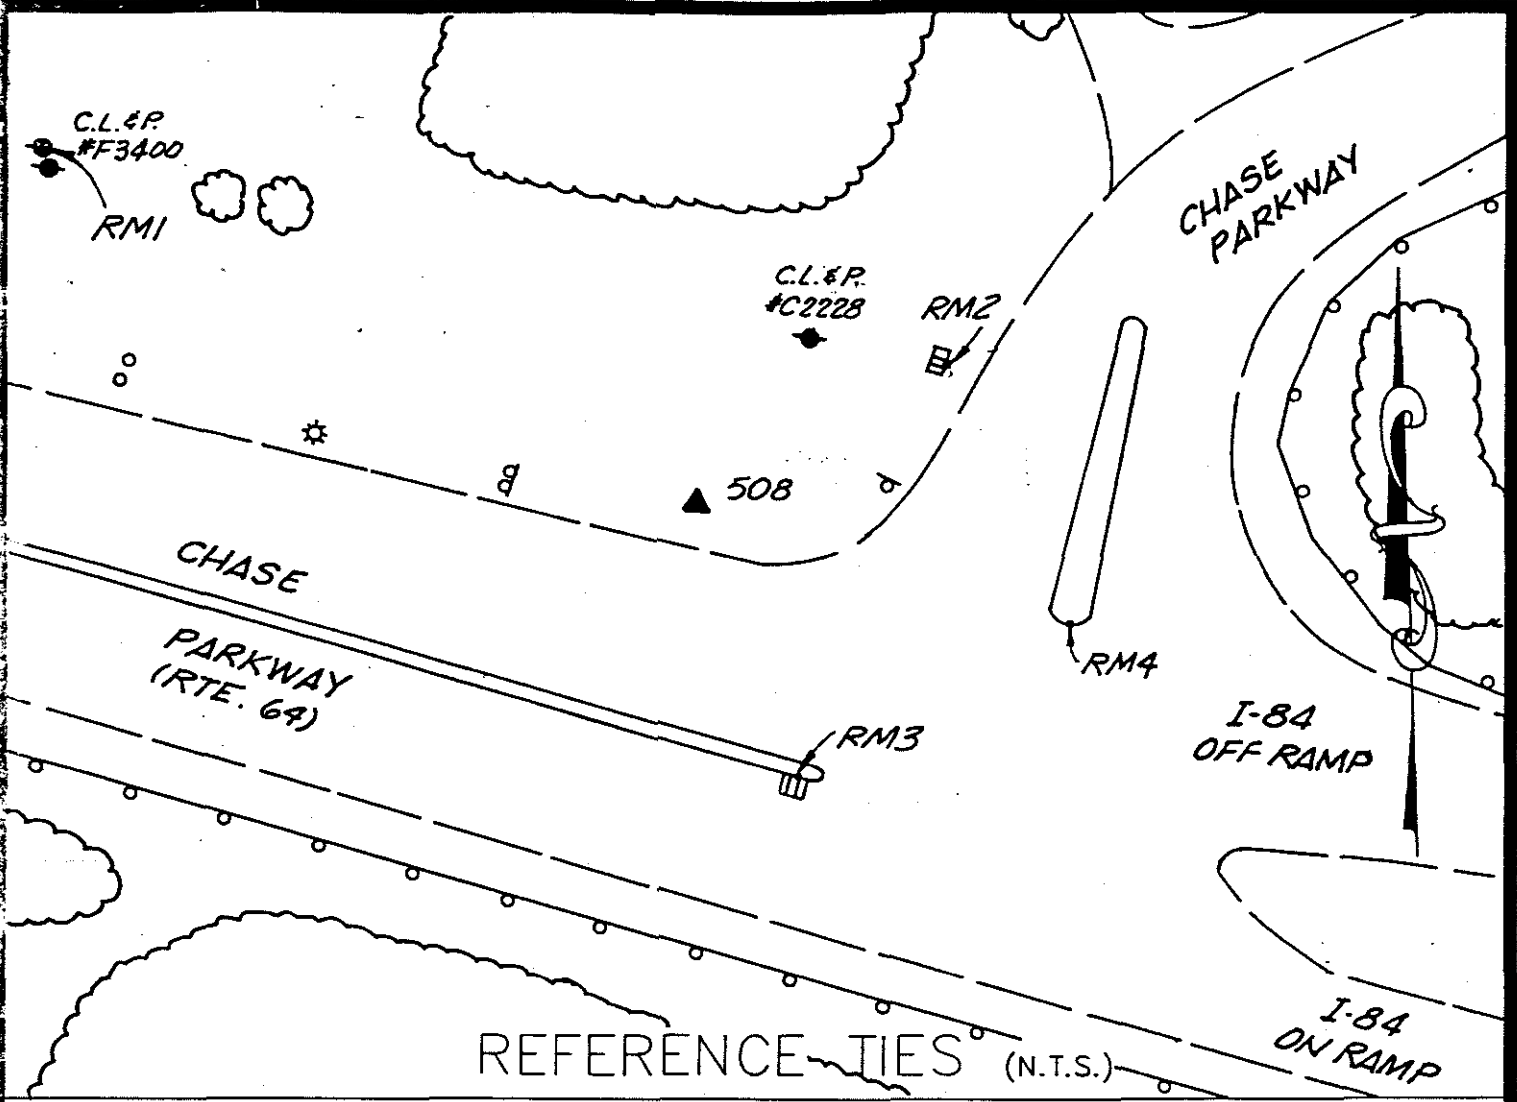 C.L.&P.
#F3400
RM1
CHASE
PARKWAY
C.L.&P.
#C2228
RM2
508
CHASE
PARKWAY
(RTE. 64)
RM4
RM3
I-84
OFF RAMP
I-84
ON RAMP
REFERENCE TIES (N.T.S.)